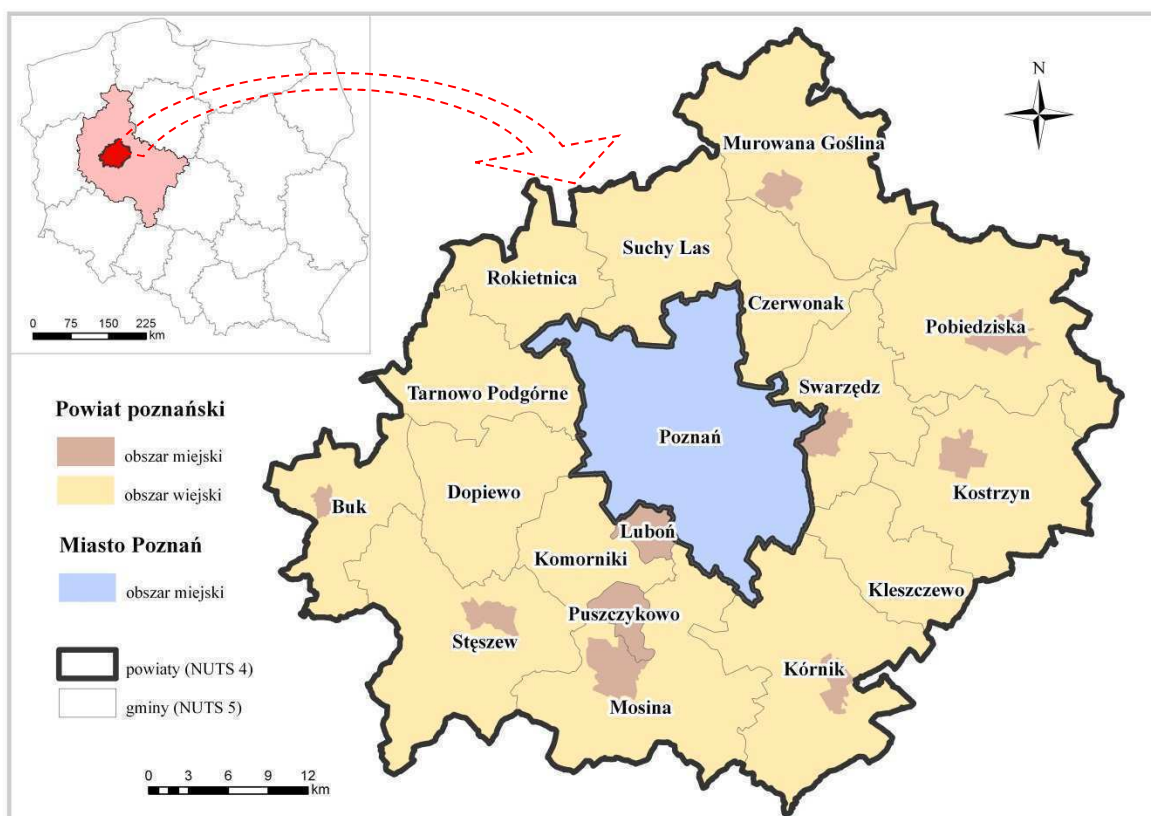 N
Murowana Goślina
Suchy Las
Rokietnica
Czerwonak
Pobiedziska
0 75 150 225
km
Tarnowo Podgórne
Swarzędz
Powiat poznański
obszar miejski
obszar wiejski
Poznań
Dopiewo
Buk
Kostrzyn
Luboń
Komorniki
Miasto Poznań
obszar miejski
Kleszczewo
Puszczykowo
Stęszew
Kórnik
Mosina
powiaty (NUTS 4)
gminy (NUTS 5)
0 3 6 9 12
km